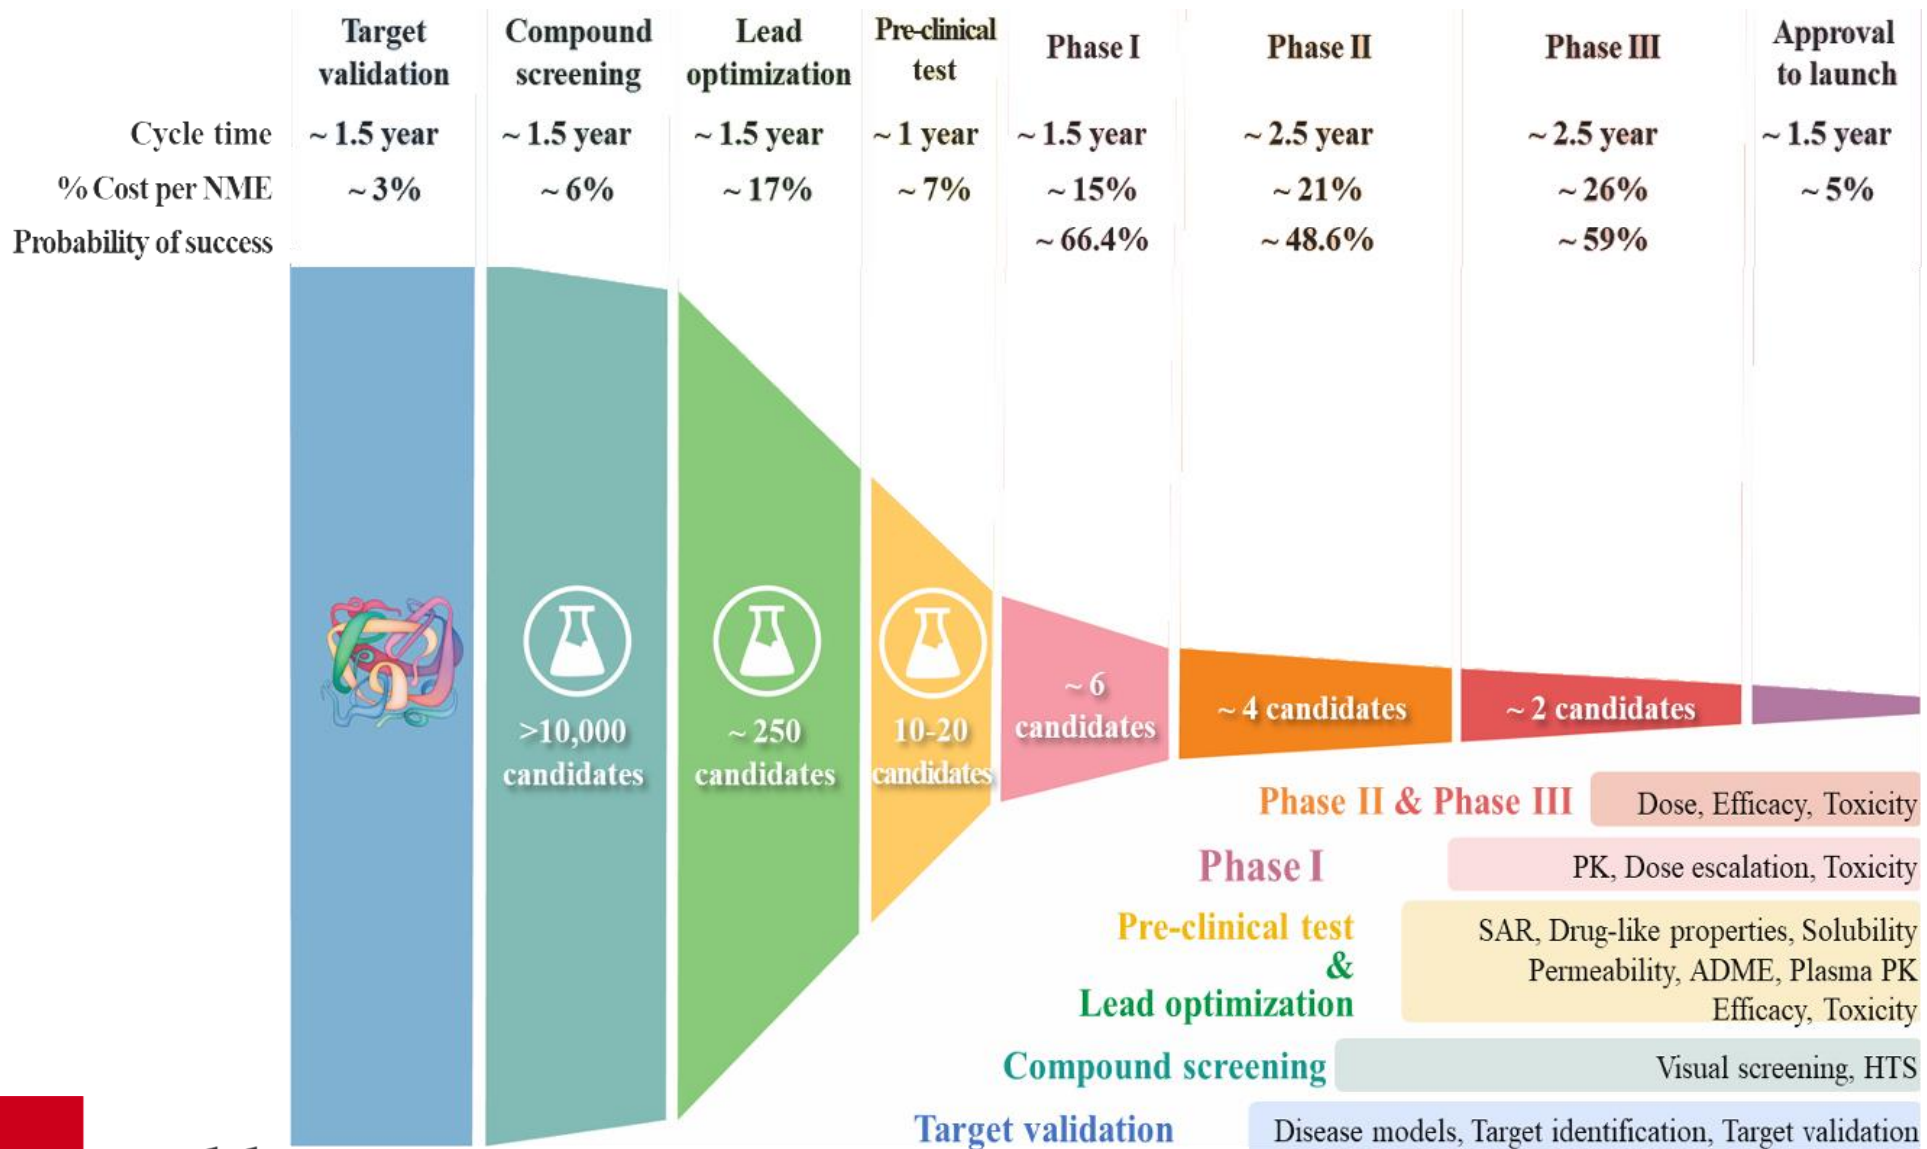 Target validation
Compound screening
Lead optimization
Pre-clinical test
Phase I
Phase II
Phase III
Approval to launch
Cycle time ~ 1.5 year ~ 1.5 year ~ 1.5 year ~ 1 year ~ 1.5 year ~ 2.5 year ~ 2.5 year ~ 1.5 year
% Cost per NME ~ 3% ~ 6% ~ 17% ~ 7% ~ 15% ~ 21% ~ 26% ~ 5%
Probability of success ~ 66.4% ~ 48.6% ~ 59%
>10,000
candidates
~ 250
candidates
10-20
candidates
~ 6
candidates
~ 4 candidates
~ 2 candidates
Phase II & Phase III Dose, Efficacy, Toxicity
Phase I PK, Dose escalation, Toxicity
Pre-clinical test
&
Lead optimization
SAR, Drug-like properties, Solubility
Permeability, ADME, Plasma PK
Efficacy, Toxicity
Compound screening Visual screening, HTS
Target validation Disease models, Target identification, Target validation